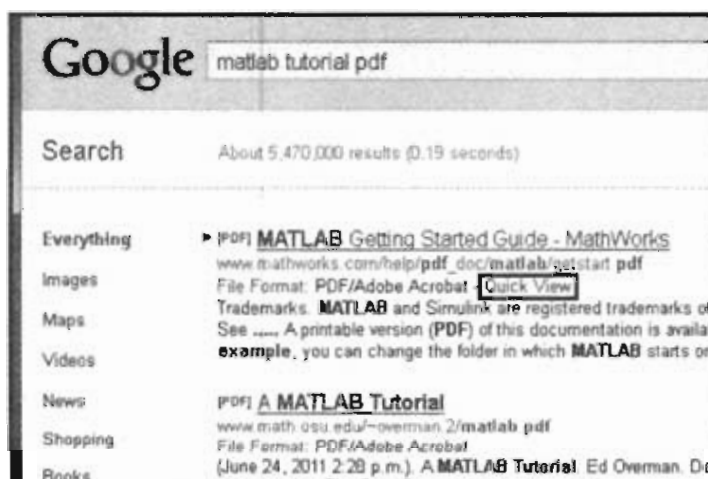 Google
matlab tutorial pdf
Search
About 5,470,000 results (0.19 seconds)
Everything
Images
Maps
Videos
News
Shopping
Books
[PDF] MATLAB Getting Started Guide - MathWorks
www.mathworks.com/help/pdf_doc/matlab/getstart.pdf
File Format: PDF/Adobe Acrobat - Quick View
Trademarks. MATLAB and Simulink are registered trademarks of
See ..... A printable version (PDF) of this documentation is availa
example, you can change the folder in which MATLAB starts or
[PDF] A MATLAB Tutorial
www.math.osu.edu/~overman.2/matlab.pdf
File Format: PDF/Adobe Acrobat
(June 24, 2011 2:28 p.m.). A MATLAB Tutorial. Ed Overman. De